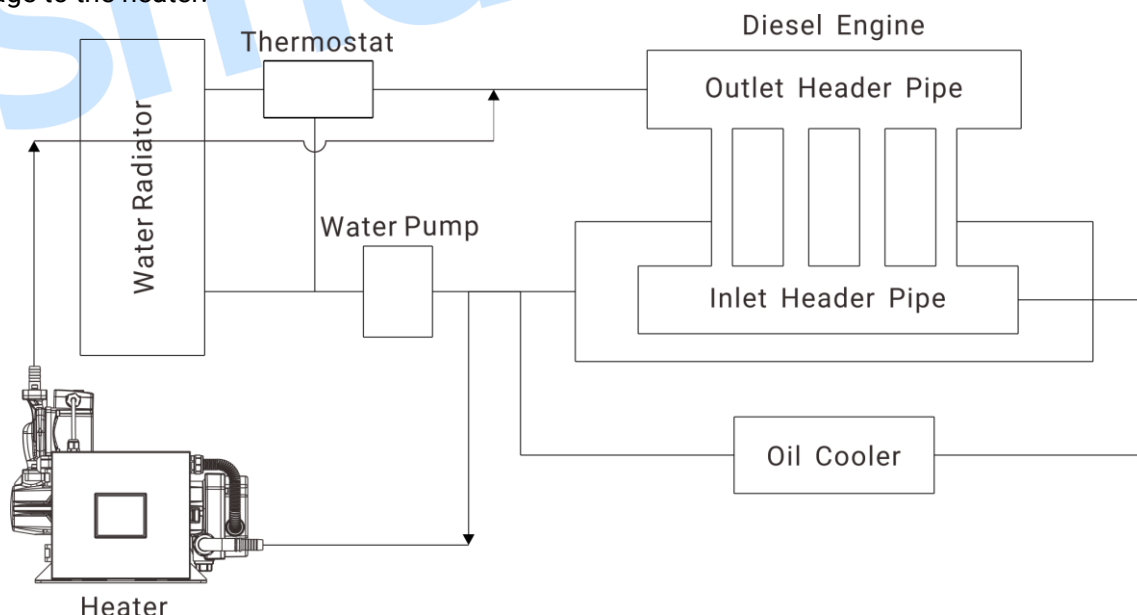 age to the heater.
Thermostat
Diesel Engine
Outlet Header Pipe
Water Radiator
Water Pump
Inlet Header Pipe
Oil Cooler
Heater